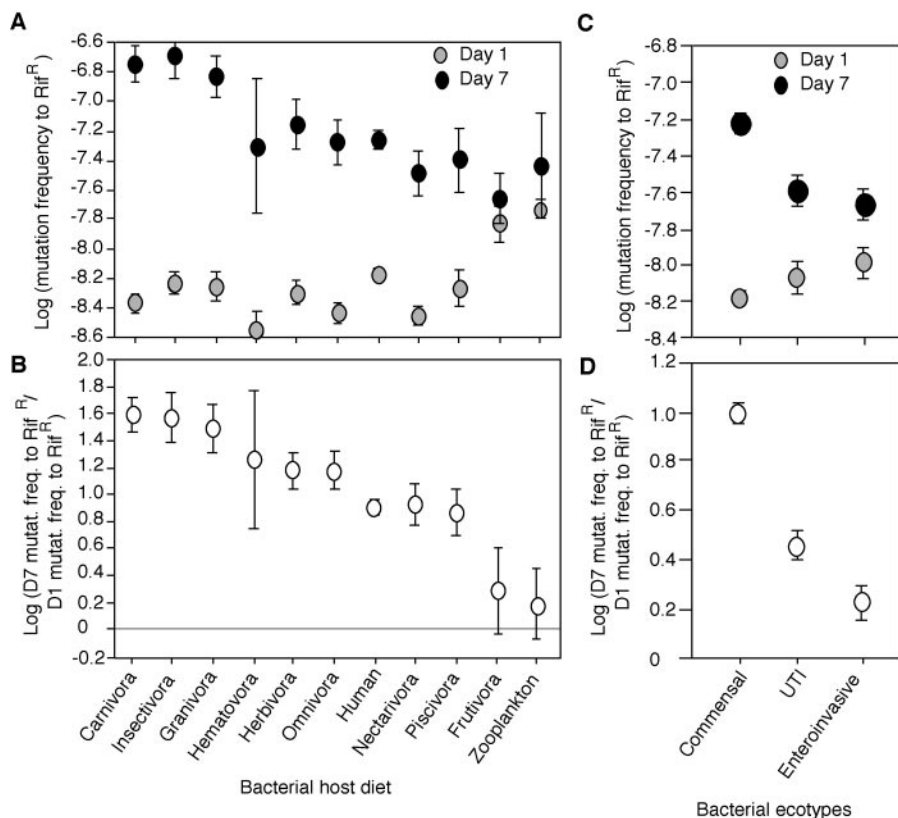 A
Log (mutation frequency to Rif^R)
-6.6
-6.8
-7.0
-7.2
-7.4
-7.6
-7.8
-8.0
-8.2
-8.4
-8.6
Day 1
Day 7
B
Log (D7 mutat. freq. to Rif^R/
D1 mutat. freq. to Rif^R)
2.0
1.8
1.6
1.4
1.2
1.0
0.8
0.6
0.4
0.2
0
-0.2
Carnivora
Insectivora
Granivora
Hematovora
Herbivora
Omnivora
Human
Nectarivora
Piscivora
Frutivora
Zooplankton
Bacterial host diet
C
Log (mutation frequency to Rif^R)
-6.8
-7.0
-7.2
-7.4
-7.6
-7.8
-8.0
-8.2
-8.4
Day 1
Day 7
D
Log (D7 mutat. freq. to Rif^R/
D1 mutat. freq. to Rif^R)
1.2
1.0
0.8
0.6
0.4
0.2
0
Commensal
UTI
Enteroinvasive
Bacterial ecotypes